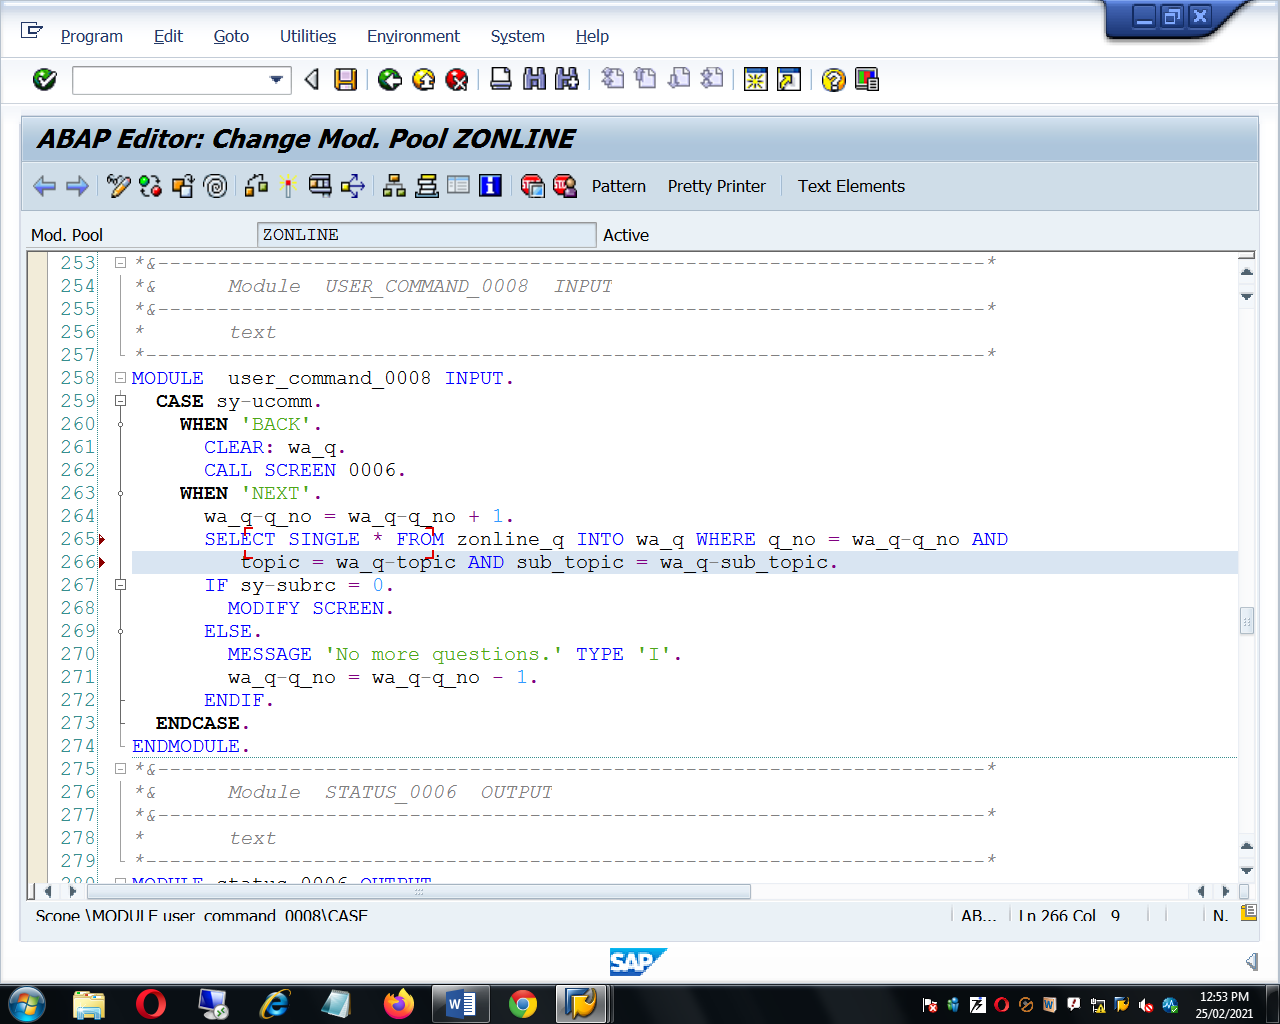 Program Edit Goto Utilities Environment System Help
ABAP Editor: Change Mod. Pool ZONLINE
Pattern Pretty Printer Text Elements
Mod. Pool ZONLINE Active
253 *&---------------------------------------------------------------------*
254 *&      Module  USER_COMMAND_0008  INPUT
255 *&---------------------------------------------------------------------*
256 *       text
257 *----------------------------------------------------------------------*
258 MODULE  user_command_0008 INPUT.
259   CASE sy-ucomm.
260     WHEN 'BACK'.
261       CLEAR: wa_q.
262       CALL SCREEN 0006.
263     WHEN 'NEXT'.
264       wa_q-q_no = wa_q-q_no + 1.
265       SELECT SINGLE * FROM zonline_q INTO wa_q WHERE q_no = wa_q-q_no AND
266          topic = wa_q-topic AND sub_topic = wa_q-sub_topic.
267       IF sy-subrc = 0.
268         MODIFY SCREEN.
269       ELSE.
270         MESSAGE 'No more questions.' TYPE 'I'.
271         wa_q-q_no = wa_q-q_no - 1.
272       ENDIF.
273   ENDCASE.
274 ENDMODULE.
275 *&---------------------------------------------------------------------*
276 *&      Module  STATUS_0006  OUTPUT
277 *&---------------------------------------------------------------------*
278 *       text
279 *----------------------------------------------------------------------*
280 MODULE status_0006 OUTPUT
Scope \MODULE user_command_0008\CASE AB... Ln 266 Col 9 N.
SAP
12:53 PM
25/02/2021